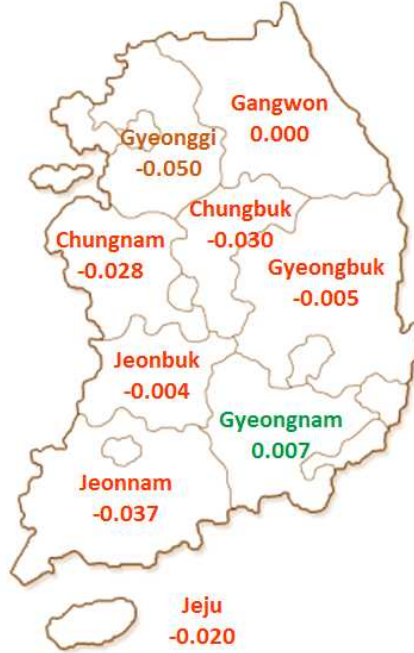 Gangwon
0.000
Gyeonggi
-0.050
Chungbuk
-0.030
Chungnam
-0.028
Gyeongbuk
-0.005
Jeonbuk
-0.004
Gyeongnam
0.007
Jeonnam
-0.037
Jeju
-0.020